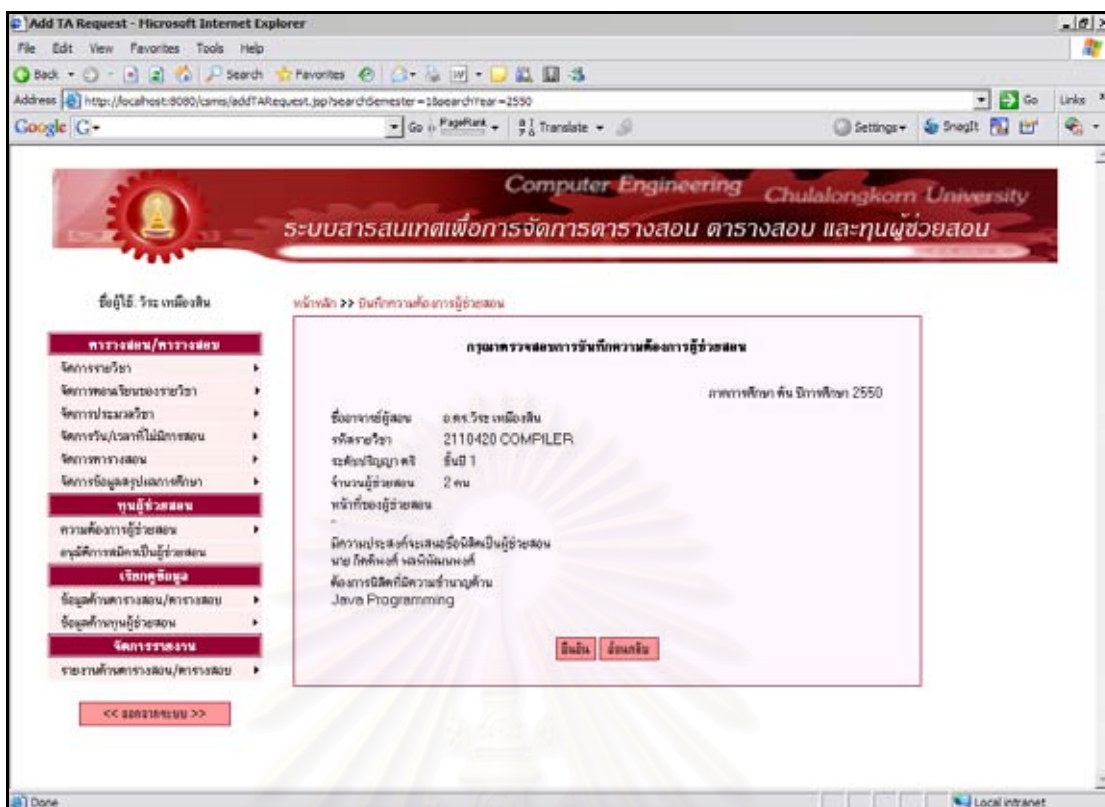 Add TA Request - Microsoft Internet Explorer
File Edit View Favorites Tools Help
Back Search Favorites
Address http://localhost:8080/csms/addTARequest.jsp?searchSemester=1&searchYear=2550 Go Links
Google Go PageRank Translate Settings SnagIt
Computer Engineering Chulalongkorn University
ระบบสารสนเทศเพื่อการจัดการตารางสอน ตารางสอบ และทุนผู้ช่วยสอน
ชื่อผู้ใช้: วีระ เหมืองสิน
หน้าหลัก >> บันทึกความต้องการผู้ช่วยสอน
ตารางสอน/ตารางสอบ
จัดการรายวิชา
จัดการตอนเรียนของรายวิชา
จัดการประมวลวิชา
จัดการวัน/เวลาที่ไม่มีการสอน
จัดการตารางสอน
จัดการข้อมูลสรุปผลการศึกษา
ทุนผู้ช่วยสอน
ความต้องการผู้ช่วยสอน
อนุมัติการสมัครเป็นผู้ช่วยสอน
เรียกดูข้อมูล
ข้อมูลด้านตารางสอน/ตารางสอบ
ข้อมูลด้านทุนผู้ช่วยสอน
จัดการรายงาน
รายงานด้านตารางสอน/ตารางสอบ
<< ออกจากระบบ >>
กรุณาตรวจสอบการบันทึกความต้องการผู้ช่วยสอน
ภาคการศึกษา ต้น ปีการศึกษา 2550
ชื่ออาจารย์ผู้สอน อ.ดร.วีระ เหมืองสิน
รหัสรายวิชา 2110420 COMPILER
ระดับปริญญา ตรี ชั้นปี 1
จำนวนผู้ช่วยสอน 2 คน
หน้าที่ของผู้ช่วยสอน
-
มีความประสงค์จะเสนอชื่อนิสิตเป็นผู้ช่วยสอน
นาย กิตติพงศ์
ต้องการนิสิตที่มีความชำนาญด้าน
Java Programming
ยืนยัน ย้อนกลับ
Done Local intranet